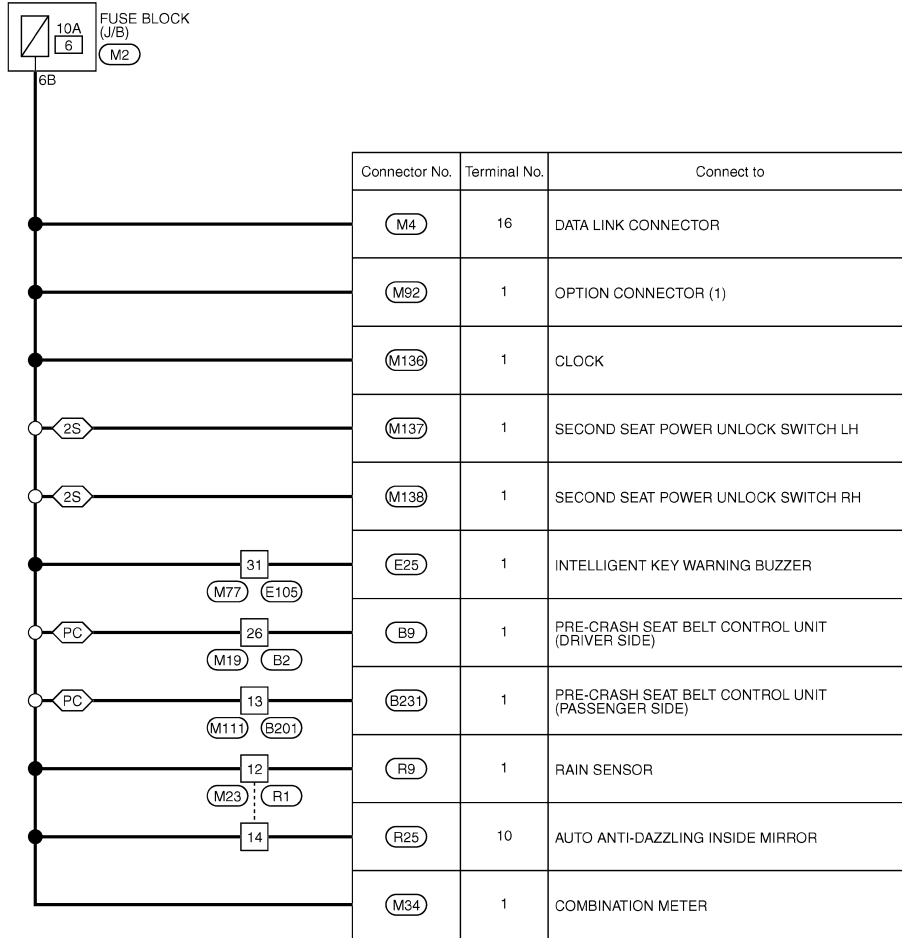 FUSE BLOCK
(J/B)
10A
6
M2
6B
Connector No. Terminal No. Connect to
M4 16 DATA LINK CONNECTOR
M92 1 OPTION CONNECTOR (1)
M136 1 CLOCK
2S M137 1 SECOND SEAT POWER UNLOCK SWITCH LH
2S M138 1 SECOND SEAT POWER UNLOCK SWITCH RH
31 E25 1 INTELLIGENT KEY WARNING BUZZER
M77 E105
PC 26 B9 1 PRE-CRASH SEAT BELT CONTROL UNIT
(DRIVER SIDE)
M19 B2
PC 13 B231 1 PRE-CRASH SEAT BELT CONTROL UNIT
(PASSENGER SIDE)
M111 B201
12 R9 1 RAIN SENSOR
M23 R1
14 R25 10 AUTO ANTI-DAZZLING INSIDE MIRROR
M34 1 COMBINATION METER